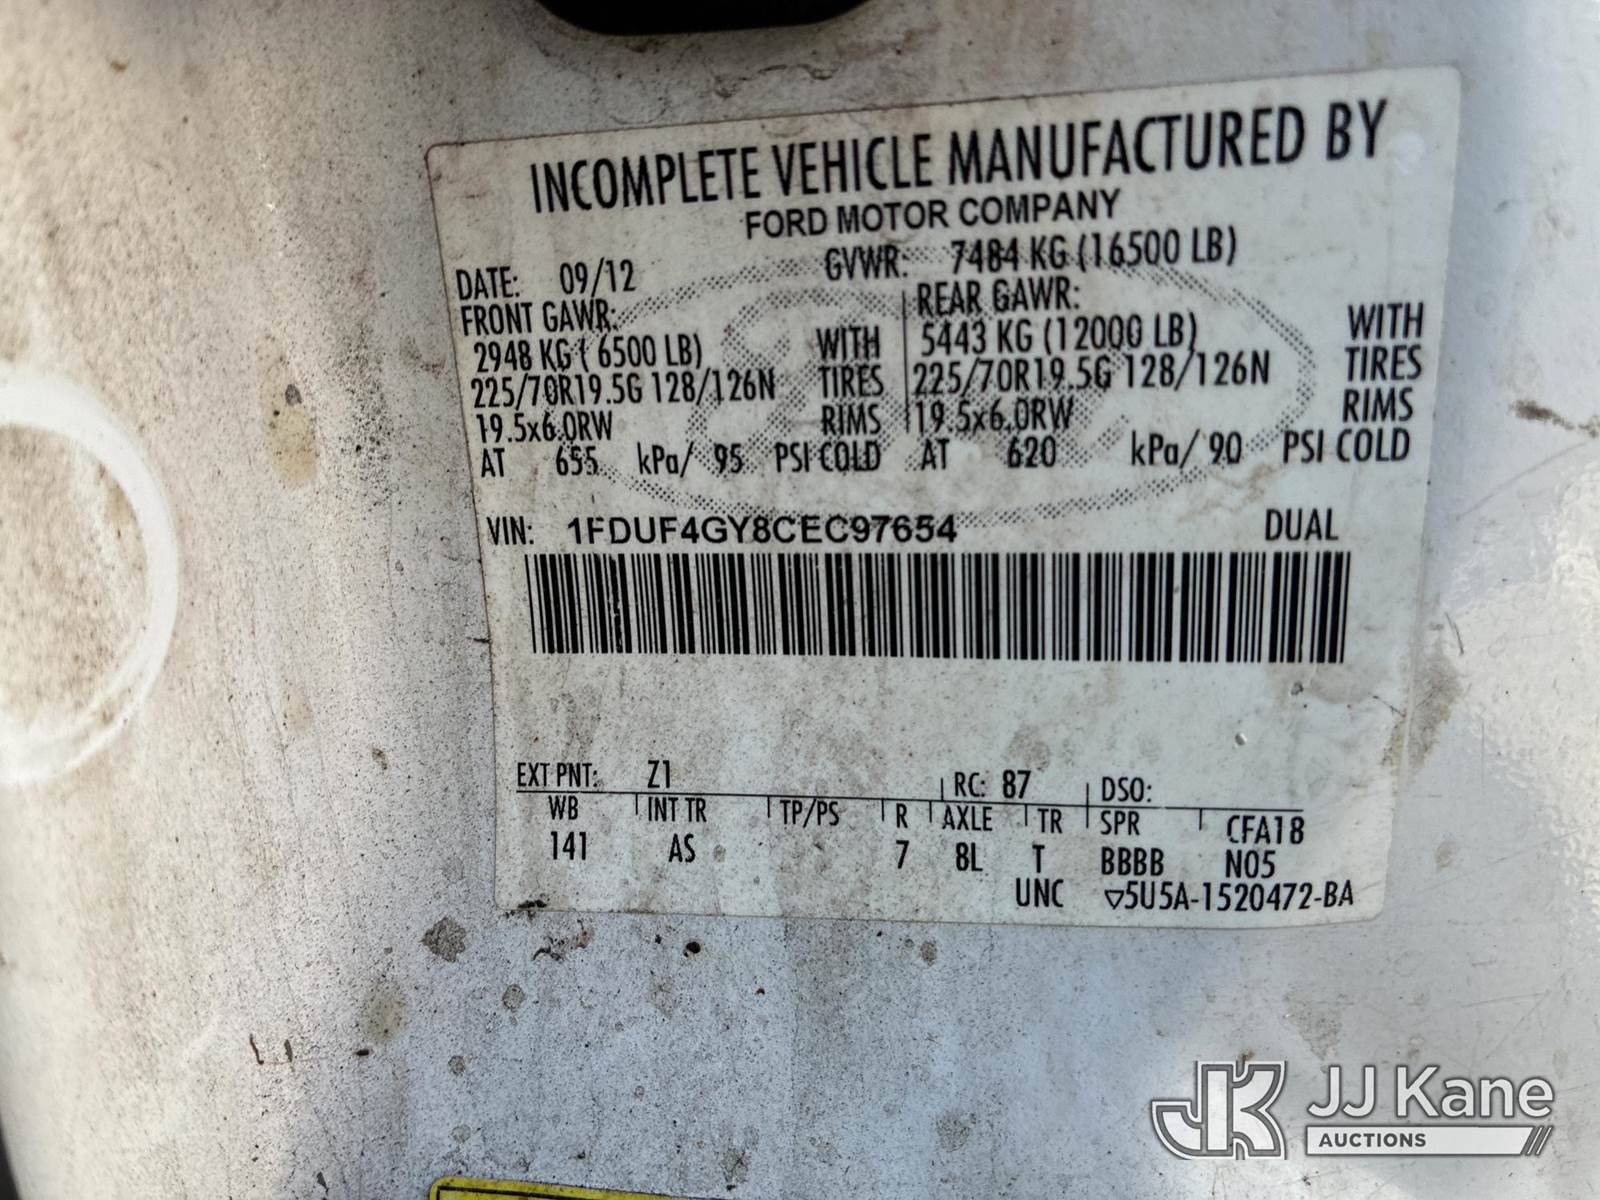 INCOMPLETE VEHICLE MANUFACTURED BY
FORD MOTOR COMPANY
DATE: 09/12 GVWR: 7484 KG (16500 LB)
FRONT GAWR: REAR GAWR:
2948 KG ( 6500 LB) WITH 5443 KG (12000 LB) WITH
225/70R19.5G 128/126N TIRES 225/70R19.5G 128/126N TIRES
19.5x6.0RW RIMS 19.5x6.0RW RIMS
AT 655 kPa/ 95 PSI COLD AT 620 kPa/ 90 PSI COLD
VIN: 1FDUF4GY8CEC97654 DUAL
EXT PNT: Z1 RC: 87 DSO:
WB INT TR TP/PS R AXLE TR SPR CFA18
141 AS 7 8L T BBBB N05
UNC ▽5U5A-1520472-BA
JK JJ Kane
AUCTIONS